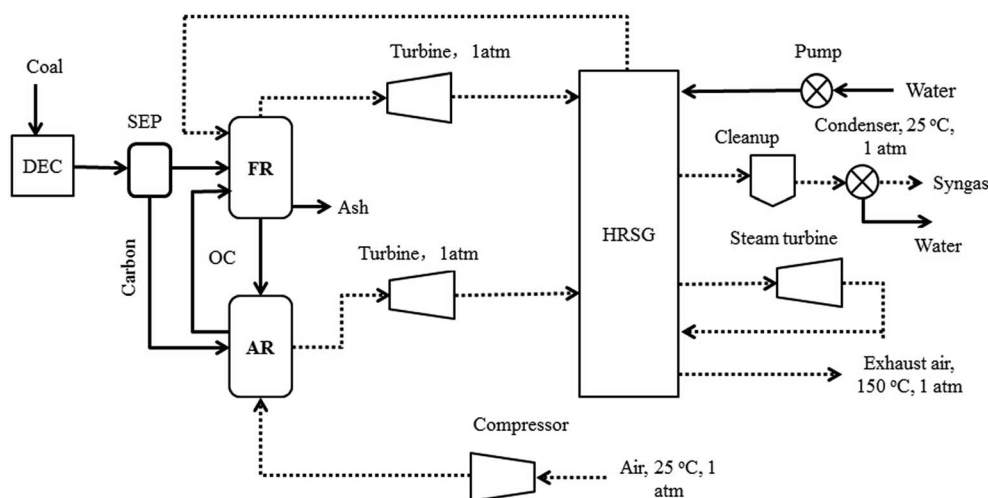 Turbine, 1atm
Pump
Coal
SEP
Water
Condenser, 25 °C,
1 atm
Cleanup
DEC
FR
Syngas
Ash
Water
Turbine, 1atm
HRSG
Steam turbine
OC
Carbon
AR
Exhaust air,
150 °C, 1 atm
Compressor
Air, 25 °C, 1
atm